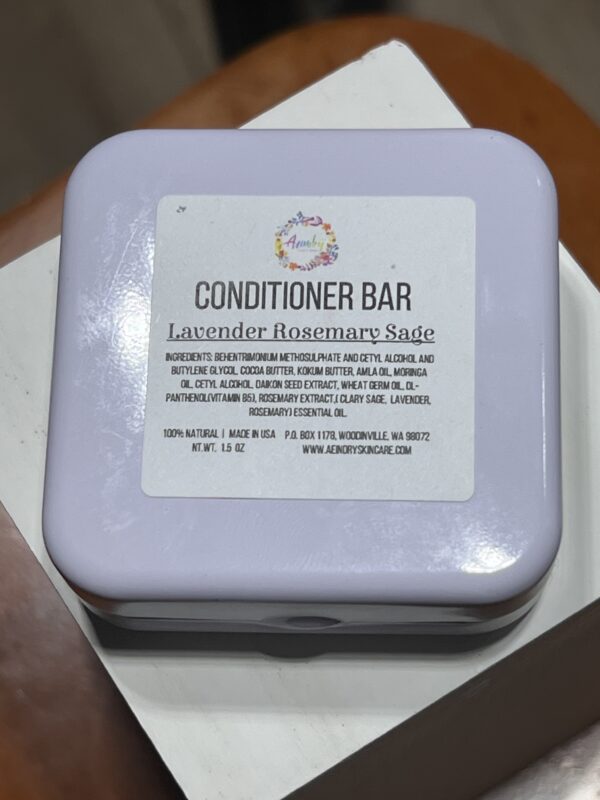 CONDITIONER BAR
Lavender Rosemary Sage
INGREDIENTS: BEHENTRIMONIUM METHOSULPHATE AND CETYL ALCOHOL AND
BUTYLENE GLYCOL, COCOA BUTTER, KOKUM BUTTER, AMLA OIL, MORINGA
OIL, CETYL ALCOHOL, DAIKON SEED EXTRACT, WHEAT GERM OIL, DL-
PANTHENOL(VITAMIN B5), ROSEMARY EXTRACT,( CLARY SAGE, LAVENDER,
ROSEMARY) ESSENTIAL OIL.
100% NATURAL | MADE IN USA P.O. BOX 1178, WOODINVILLE, WA 98072
NT.WT. 1.5 OZ WWW.AEINDRYSKINCARE.COM